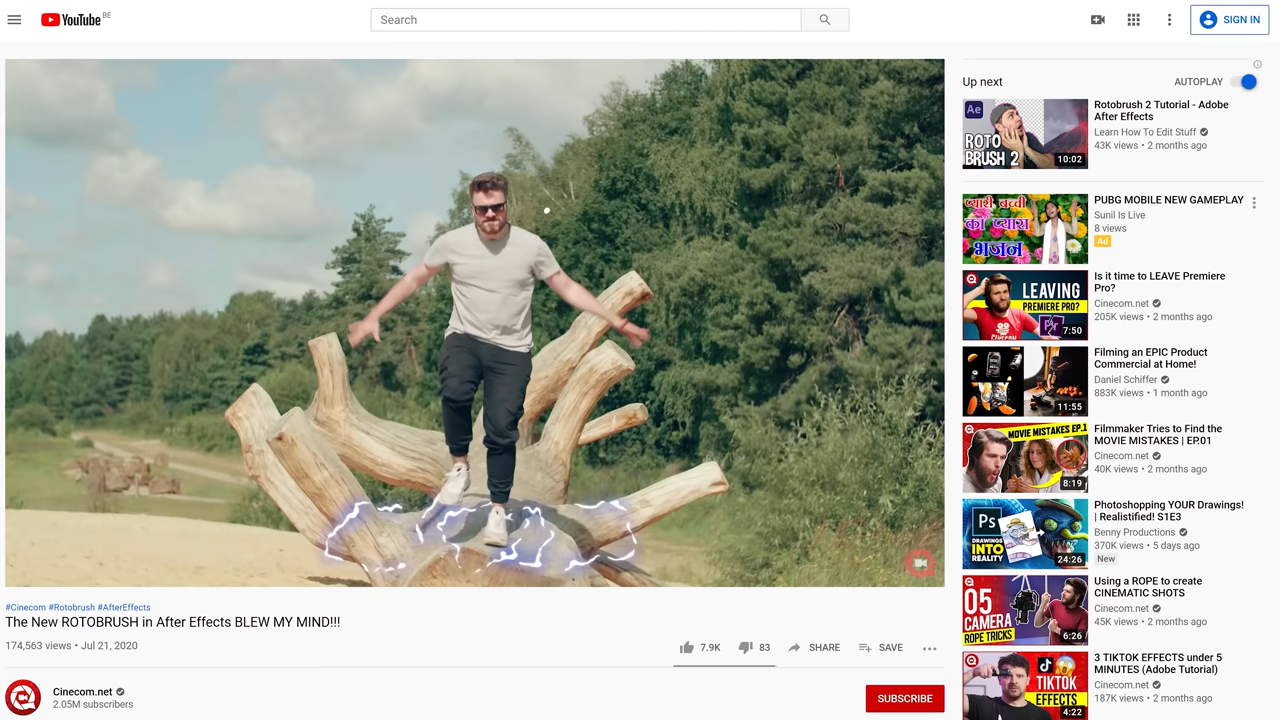 YouTube BE
Search
SIGN IN
Up next
AUTOPLAY
Ae
ROTO
BRUSH 2
10:02
Rotobrush 2 Tutorial - Adobe
After Effects
Learn How To Edit Stuff
43K views • 2 months ago
प्यारी बच्ची
का प्यास
भजन
PUBG MOBILE NEW GAMEPLAY
Sunil Is Live
8 views
Ad
LEAVING
PREMIERE PRO?
Pr
7:50
Is it time to LEAVE Premiere
Pro?
Cinecom.net
205K views • 2 months ago
11:55
Filming an EPIC Product
Commercial at Home!
Daniel Schiffer
883K views • 1 month ago
MOVIE MISTAKES EP.1
8:19
Filmmaker Tries to Find the
MOVIE MISTAKES | EP.01
Cinecom.net
40K views • 2 months ago
Ps
DRAWINGS
INTO
REALITY
24:26
Photoshopping YOUR Drawings!
| Realistified! S1E3
Benny Productions
370K views • 5 days ago
New
05
CAMERA
ROPE TRICKS
6:26
Using a ROPE to create
CINEMATIC SHOTS
Cinecom.net
45K views • 2 months ago
TIKTOK
EFFECTS
4:22
3 TIKTOK EFFECTS under 5
MINUTES (Adobe Tutorial)
Cinecom.net
187K views • 2 months ago
#Cinecom #Rotobrush #AfterEffects
The New ROTOBRUSH in After Effects BLEW MY MIND!!!
174,563 views • Jul 21, 2020
7.9K
83
SHARE
SAVE
Cinecom.net
2.05M subscribers
SUBSCRIBE